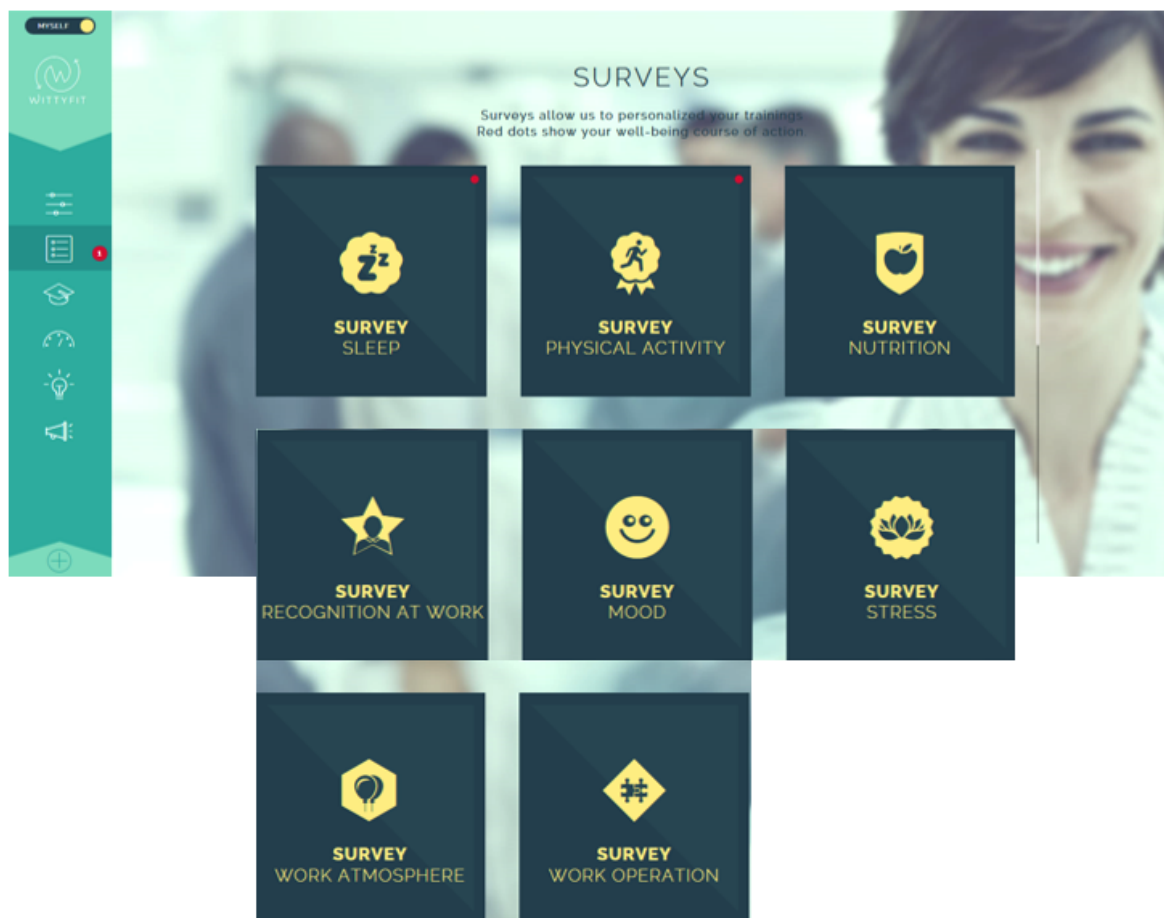 MYSELF
WITTYFIT
SURVEYS
Surveys allow us to personalized your trainings
Red dots show your well-being course of action
1
SURVEY
SLEEP
SURVEY
PHYSICAL ACTIVITY
SURVEY
NUTRITION
SURVEY
RECOGNITION AT WORK
SURVEY
MOOD
SURVEY
STRESS
SURVEY
WORK ATMOSPHERE
SURVEY
WORK OPERATION